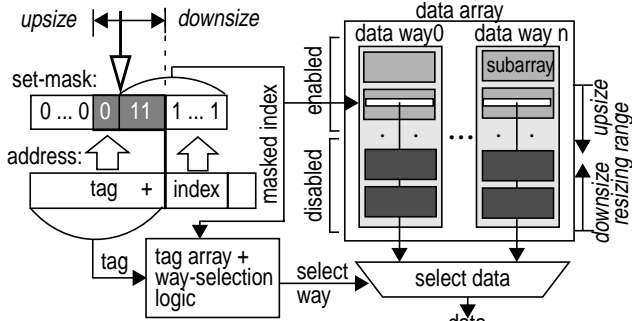 upsize downsize
data array
data way0 data way n
set-mask:
subarray
0 ... 0 0 11 1 ... 1
enabled
masked index
address:
...
upsize
resizing range
downsize
disabled
tag + index
tag
tag array +
way-selection
logic
select
way
select data
data